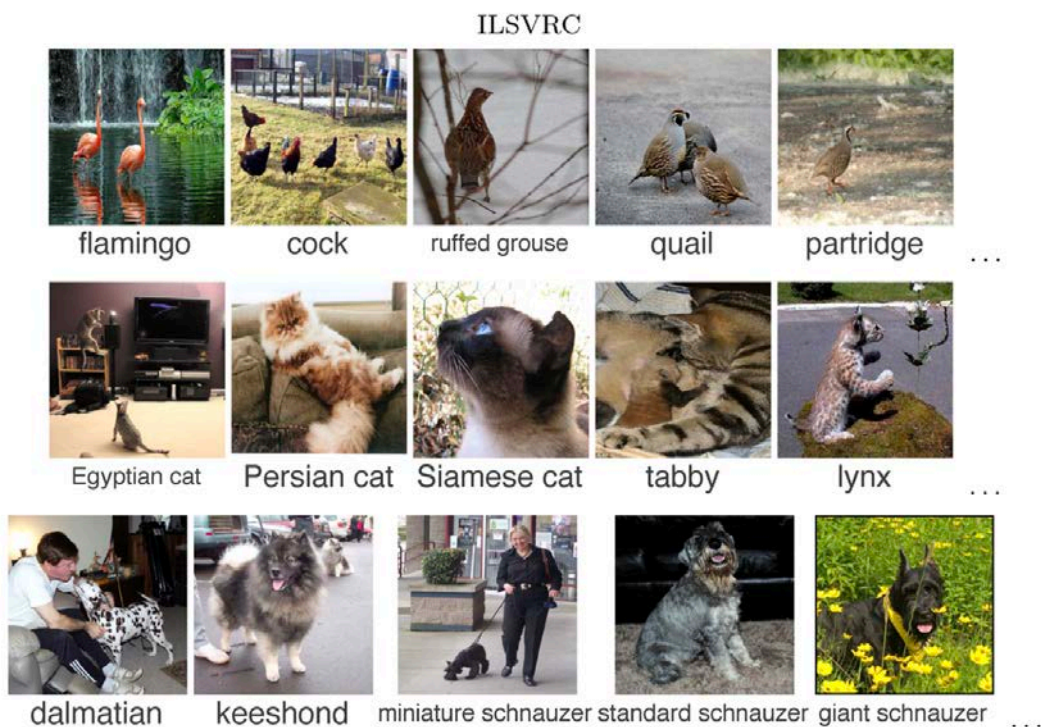 ILSVRC
flamingo cock ruffed grouse quail partridge ...
Egyptian cat Persian cat Siamese cat tabby lynx ...
dalmatian keeshond miniature schnauzer standard schnauzer giant schnauzer ...